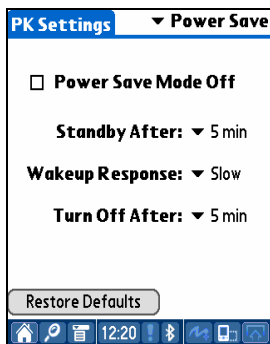 PK Settings ▼ Power Save
Power Save Mode Off
Standby After: ▼ 5 min
Wakeup Response: ▼ Slow
Turn Off After: ▼ 5 min
Restore Defaults
12:20